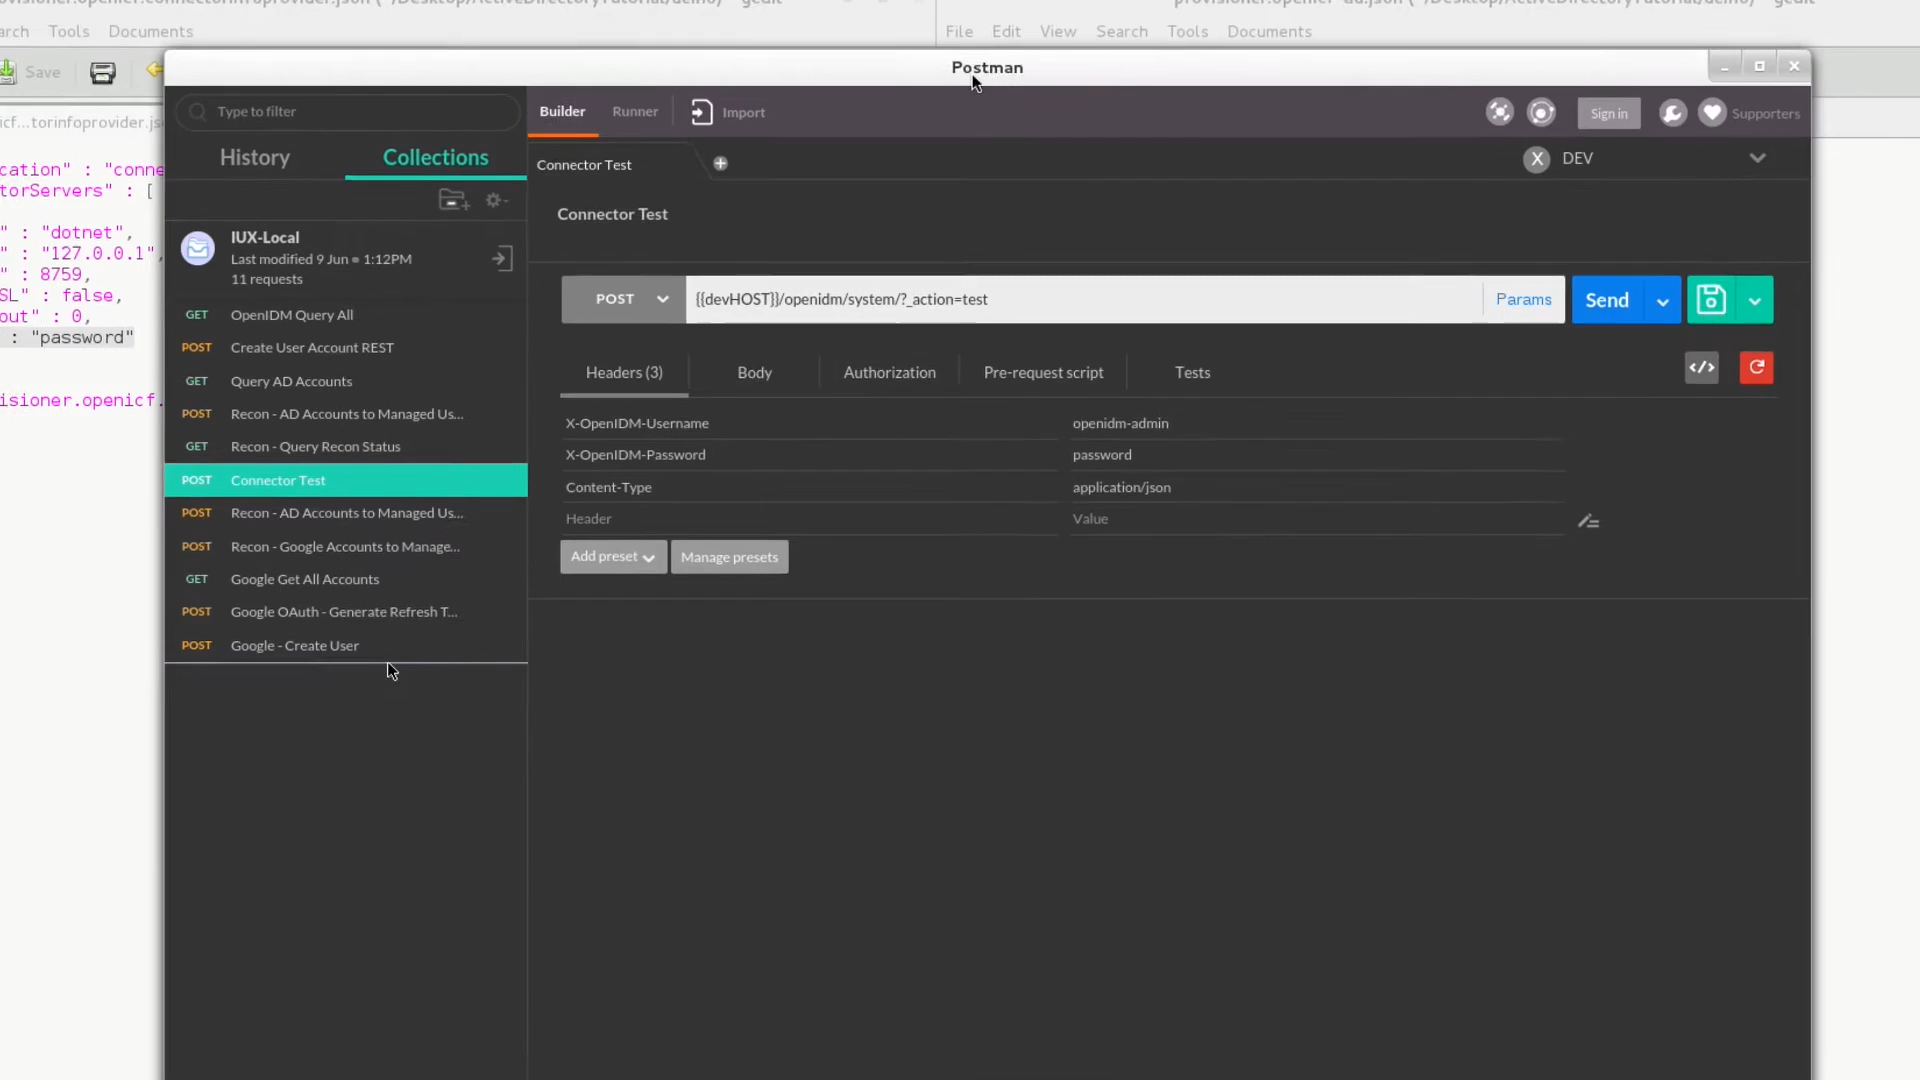 arch Tools Documents
File Edit View Search Tools Documents
Save
Postman
Type to filter
Builder Runner Import
Sign in
Supporters
History Collections
Connector Test
X DEV
Connector Test
IUX-Local
Last modified 9 Jun = 1:12PM
11 requests
POST {{devHOST}}/openidm/system/?_action=test Params Send
GET OpenIDM Query All
POST Create User Account REST
GET Query AD Accounts
POST Recon - AD Accounts to Managed Us...
GET Recon - Query Recon Status
POST Connector Test
POST Recon - AD Accounts to Managed Us...
POST Recon - Google Accounts to Manage...
GET Google Get All Accounts
POST Google OAuth - Generate Refresh T...
POST Google - Create User
Headers (3) Body Authorization Pre-request script Tests
X-OpenIDM-Username openidm-admin
X-OpenIDM-Password password
Content-Type application/json
Header Value
Add preset Manage presets
icf...torinfoprovider.js
cation" : "conne
torServers" : [
" : "dotnet",
" : "127.0.0.1",
" : 8759,
SL" : false,
out" : 0,
: "password"
isioner.openicf.